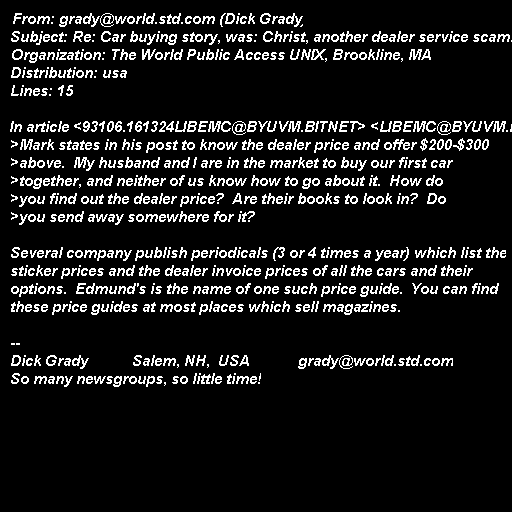 From: grady@world.std.com (Dick Grady)
Subject: Re: Car buying story, was: Christ, another dealer service scam.
Organization: The World Public Access UNIX, Brookline, MA
Distribution: usa
Lines: 15

In article <93106.161324LIBEMC@BYUVM.BITNET> <LIBEMC@BYUVM.
>Mark states in his post to know the dealer price and offer $200-$300
>above.  My husband and I are in the market to buy our first car
>together, and neither of us know how to go about it.  How do
>you find out the dealer price?  Are their books to look in?  Do
>you send away somewhere for it?

Several company publish periodicals (3 or 4 times a year) which list the
sticker prices and the dealer invoice prices of all the cars and their
options.  Edmund's is the name of one such price guide.  You can find
these price guides at most places which sell magazines.

--
Dick Grady           Salem, NH,  USA            grady@world.std.com
So many newsgroups, so little time!